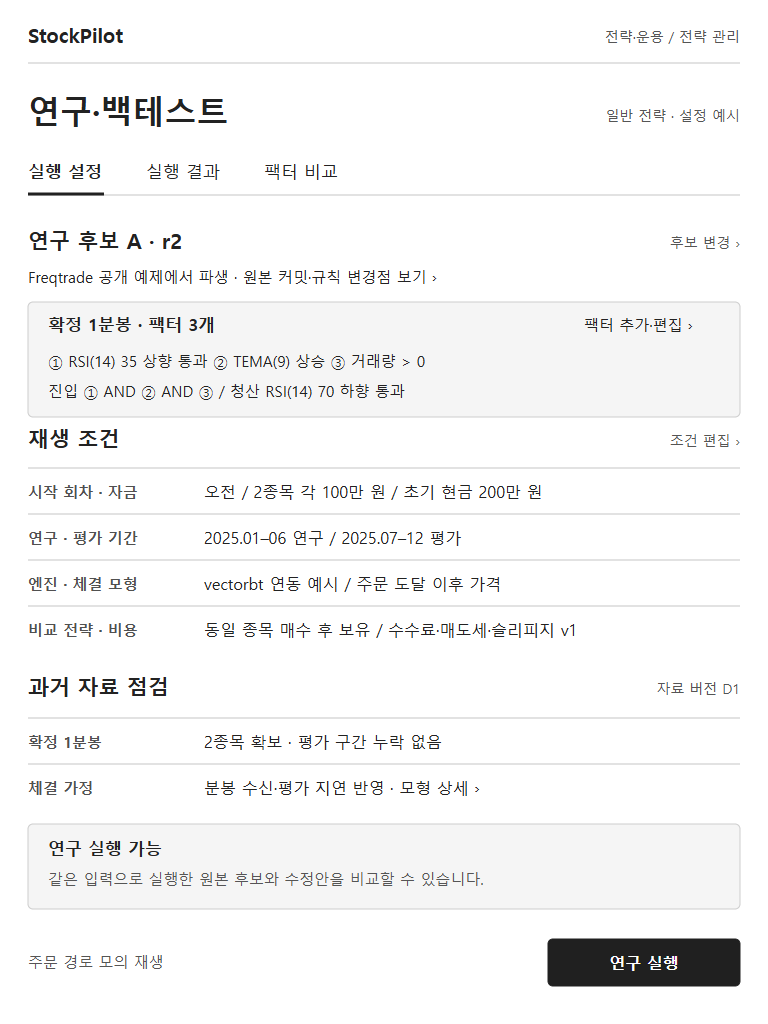 StockPilot
전략·운용 / 전략 관리
연구·백테스트
일반 전략 · 설정 예시
실행 설정
실행 결과
팩터 비교
연구 후보 A · r2
후보 변경 ›
Freqtrade 공개 예제에서 파생 · 원본 커밋·규칙 변경점 보기 ›
확정 1분봉 · 팩터 3개
팩터 추가·편집 ›
① RSI(14) 35 상향 통과 ② TEMA(9) 상승 ③ 거래량 > 0
진입 ① AND ② AND ③ / 청산 RSI(14) 70 하향 통과
재생 조건
조건 편집 ›
시작 회차 · 자금
오전 / 2종목 각 100만 원 / 초기 현금 200만 원
연구 · 평가 기간
2025.01–06 연구 / 2025.07–12 평가
엔진 · 체결 모형
vectorbt 연동 예시 / 주문 도달 이후 가격
비교 전략 · 비용
동일 종목 매수 후 보유 / 수수료·매도세·슬리피지 v1
과거 자료 점검
자료 버전 D1
확정 1분봉
2종목 확보 · 평가 구간 누락 없음
체결 가정
분봉 수신·평가 지연 반영 · 모형 상세 ›
연구 실행 가능
같은 입력으로 실행한 원본 후보와 수정안을 비교할 수 있습니다.
주문 경로 모의 재생
연구 실행